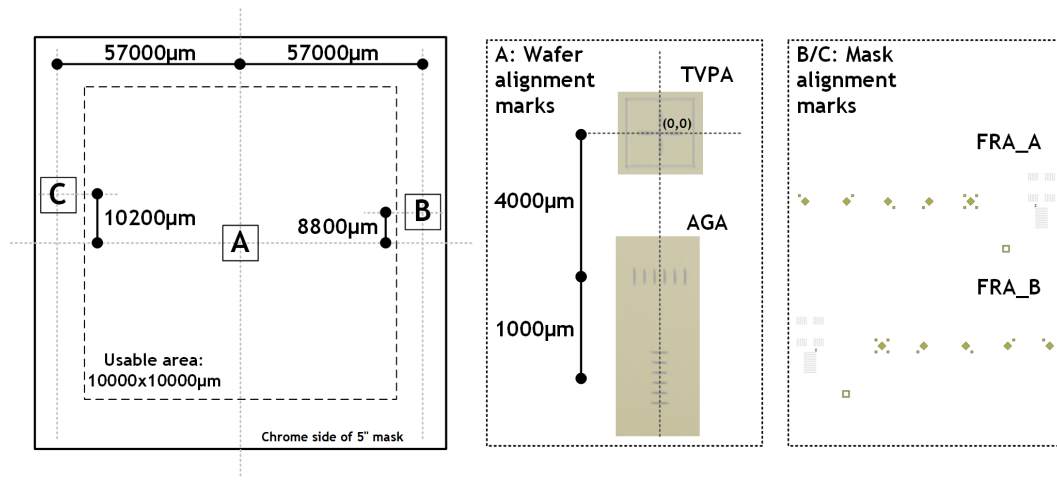 57000µm
57000µm
C
B
10200µm
8800µm
A
Usable area:
10000x10000µm
Chrome side of 5" mask
A: Wafer
alignment
marks
TVPA
(0,0)
4000µm
AGA
1000µm
B/C: Mask
alignment
marks
FRA_A
FRA_B